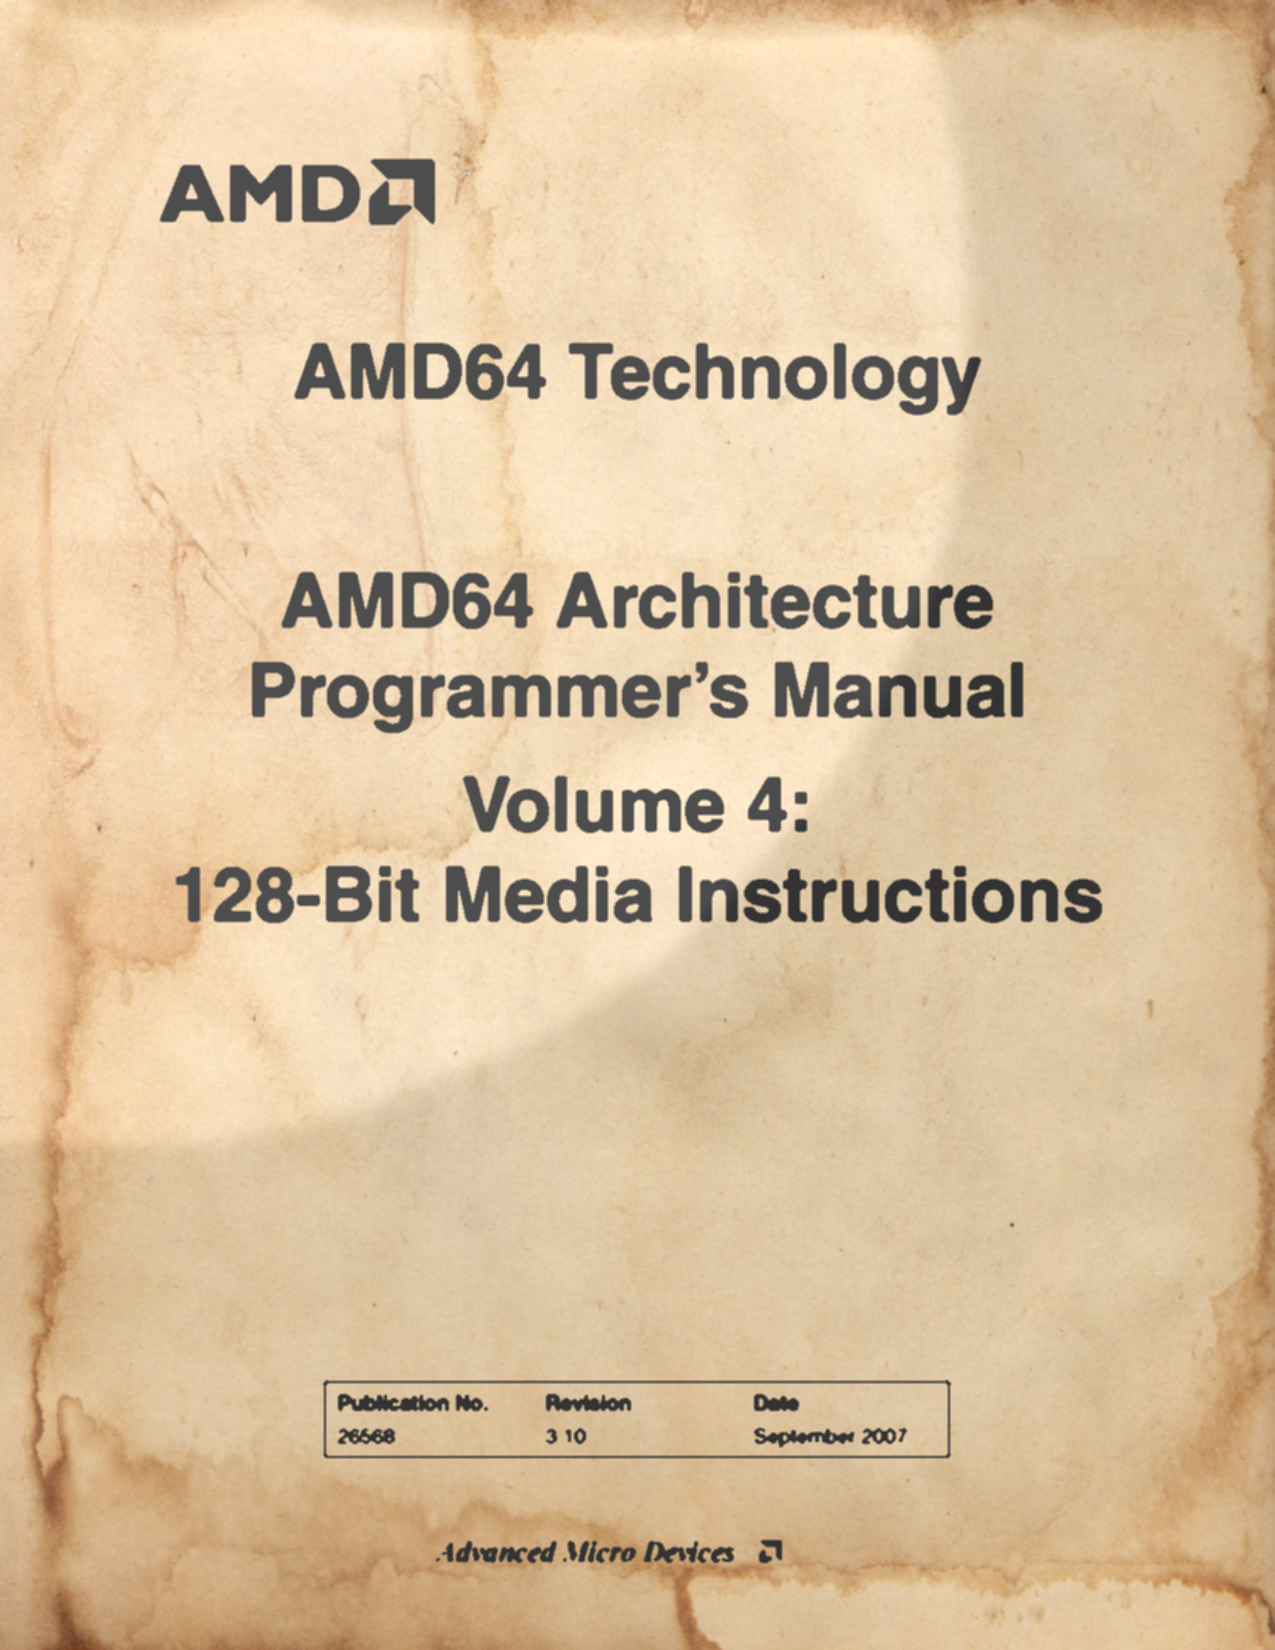 AMD
AMD64 Technology
AMD64 Architecture
Programmer's Manual
Volume 4:
128-Bit Media Instructions
Publication No. Revision Date
26568 3 10 September 2007
Advanced Micro Devices